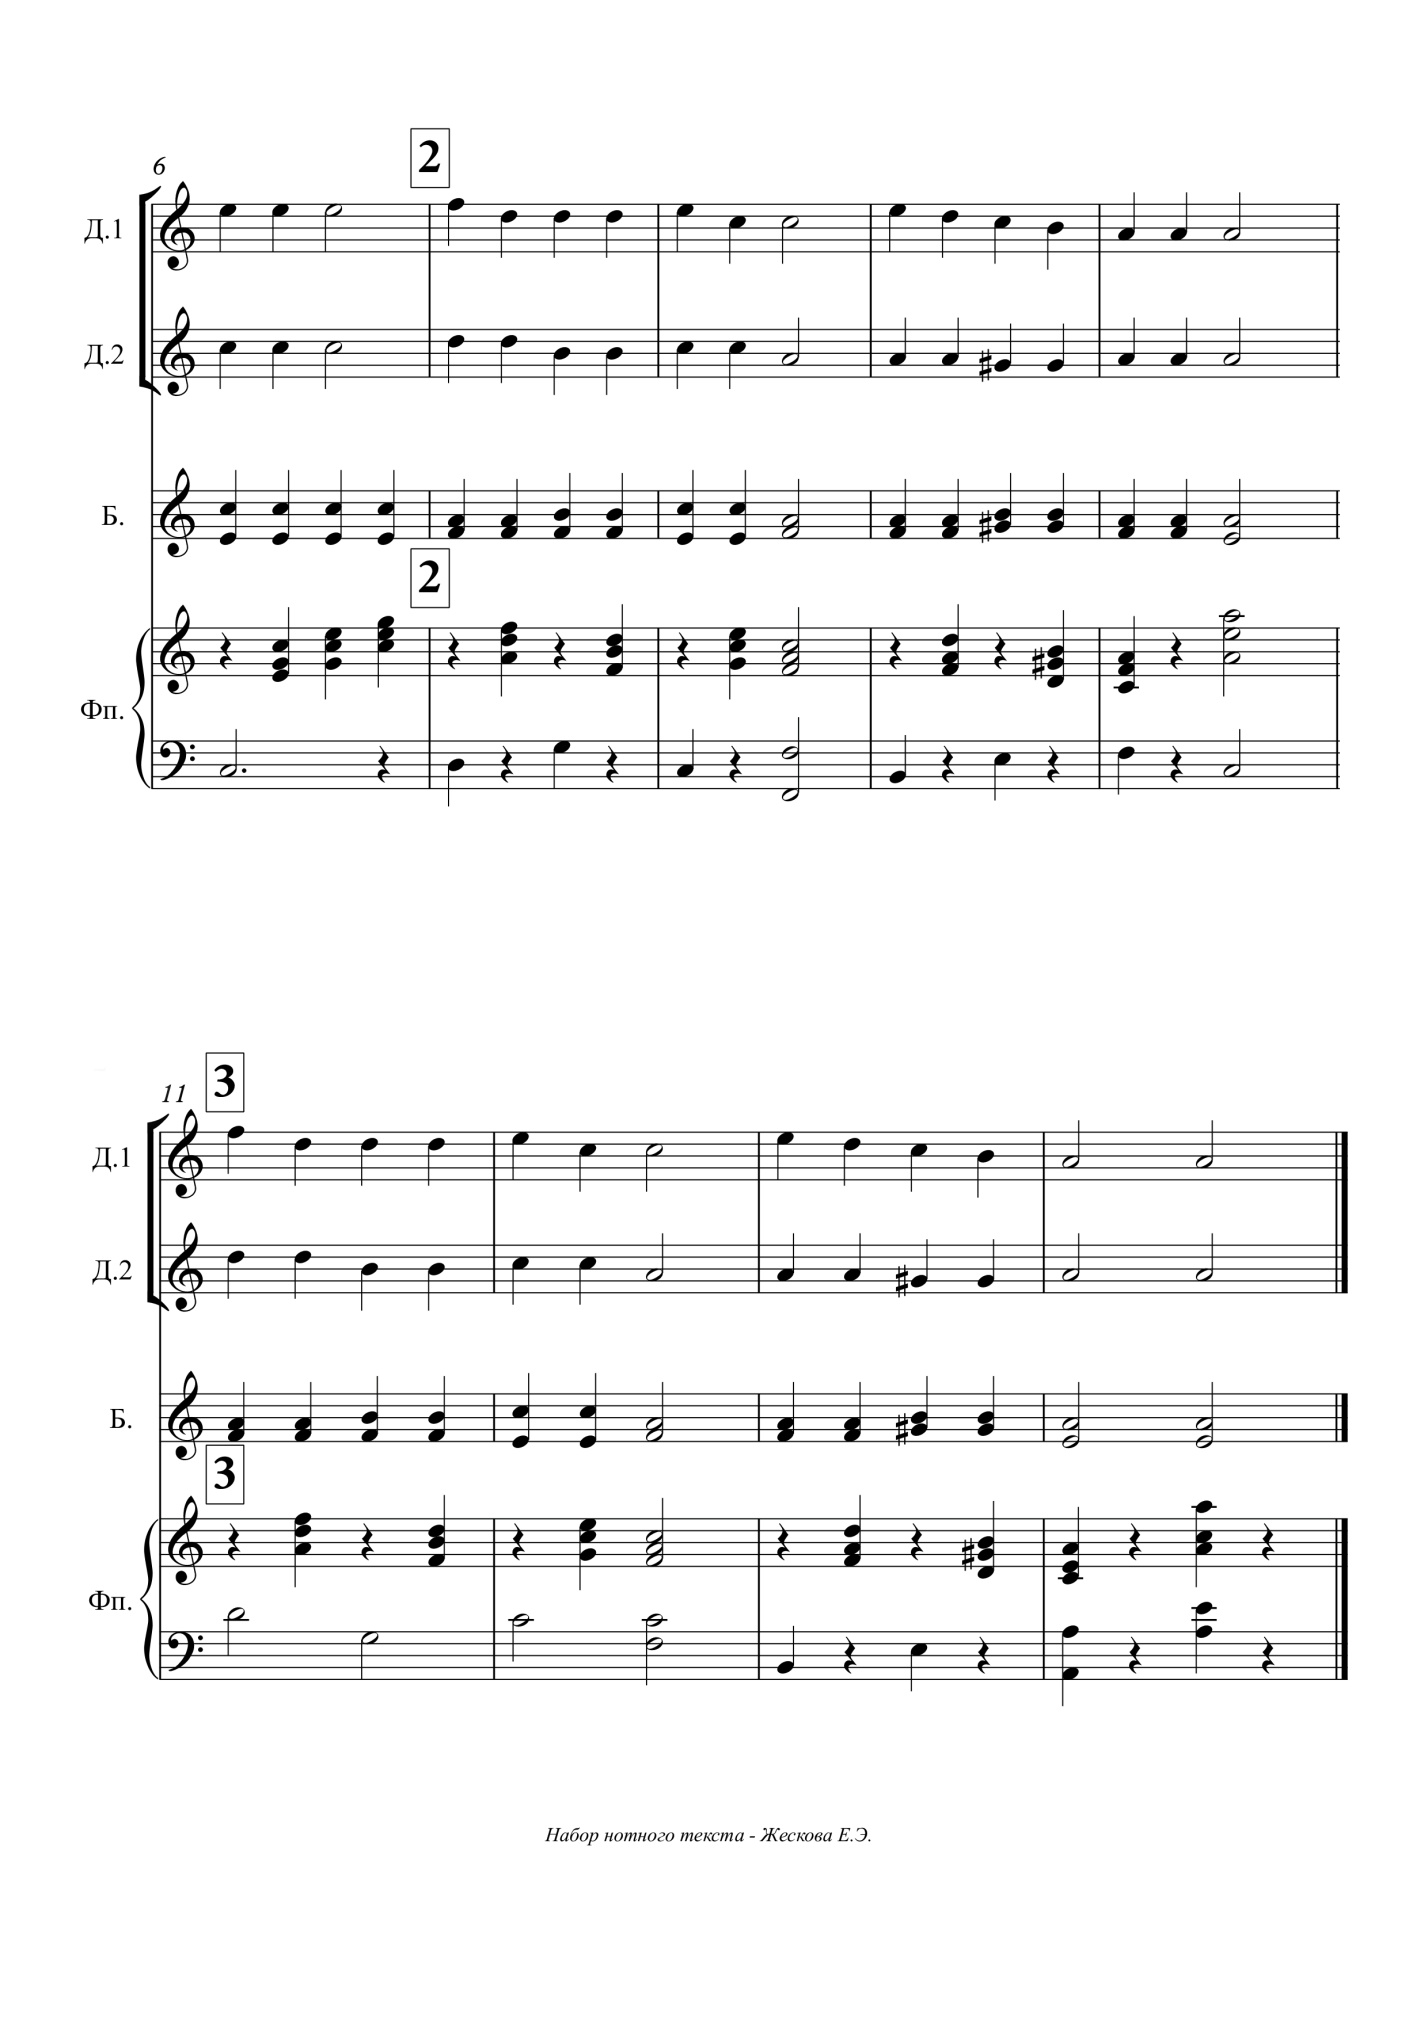 2
6
Д.1
Д.2
Б.
2
Фп.
3
11
Д.1
Д.2
Б.
3
Фп.
Набор нотного текста - Жескова Е.Э.